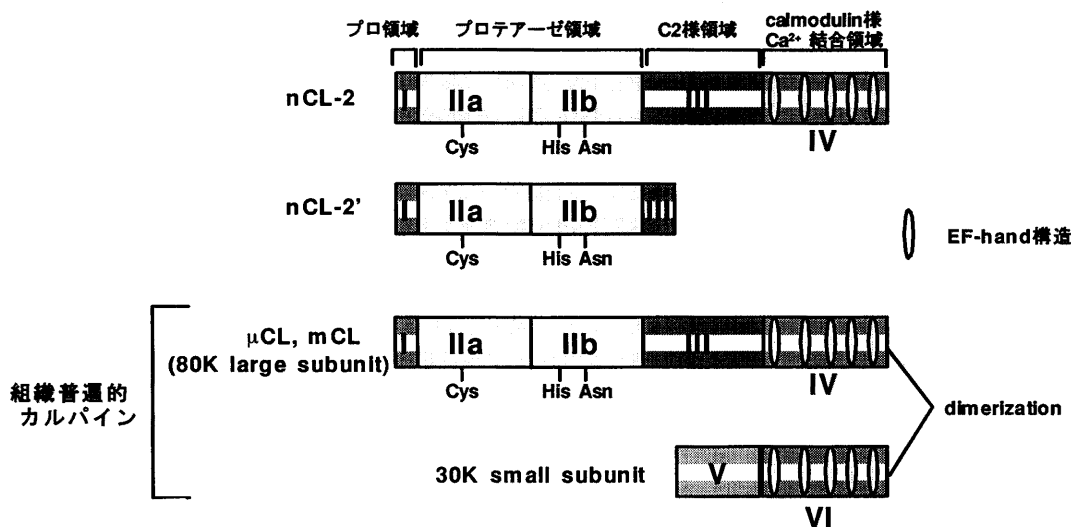 プロ領域 プロテアーゼ領域 C2様領域 calmodulin様
Ca²⁺ 結合領域
nCL-2 I IIa IIb III
Cys His Asn IV
nCL-2' I IIa IIb III
Cys His Asn
EF-hand構造
μCL, mCL
(80K large subunit) I IIa IIb III
Cys His Asn IV
組織普遍的
カルパイン
dimerization
30K small subunit V
VI